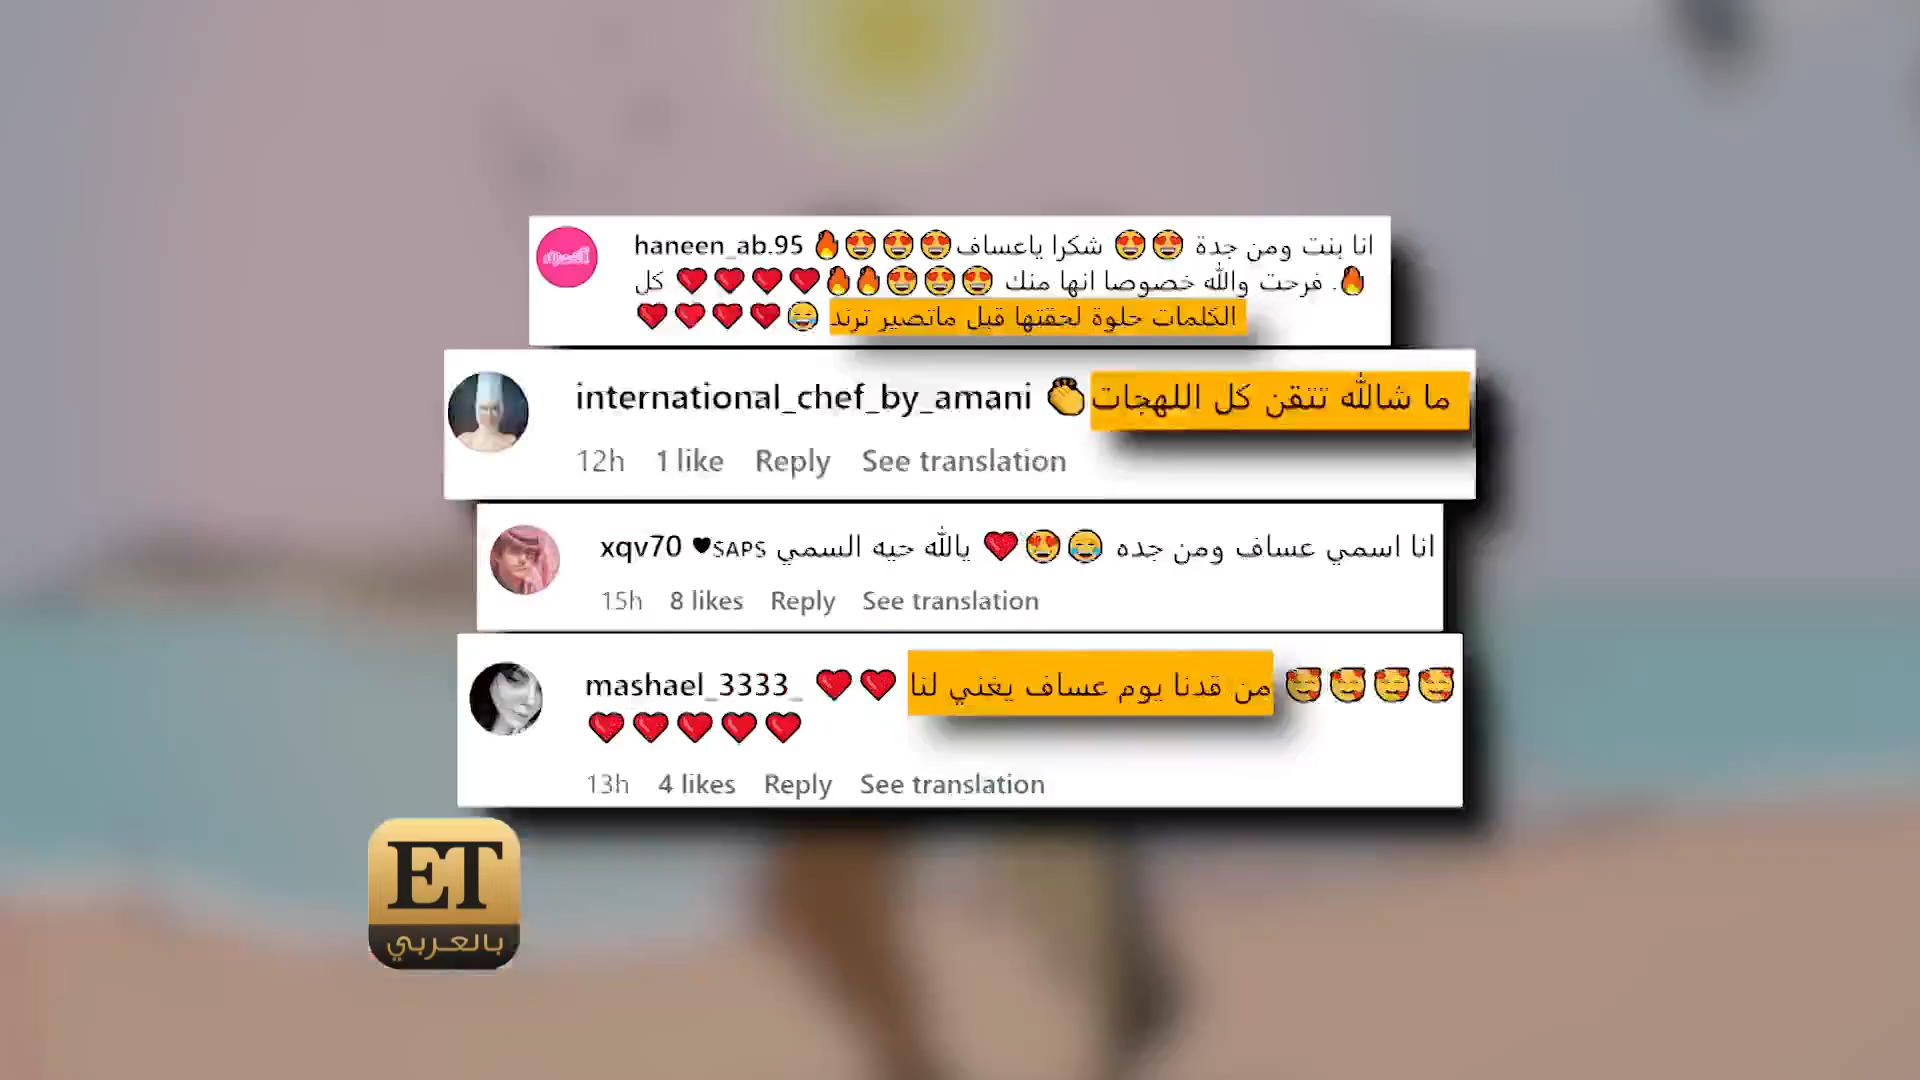 haneen_ab.95 🔥😍😍😍انا بنت ومن جدة 😍😍 شكرا ياعساف
🔥. فرحت والله خصوصا انها منك 😍😍😍🔥🔥❤️❤️❤️❤️ كل
الكلمات حلوة لحقتها قبل ماتصير ترند 😂❤️❤️❤️❤️
international_chef_by_amani ما شالله تتقن كل اللهجات👏
12h 1 like Reply See translation
xqv70 ♥SAPS انا اسمي عساف ومن جده 😂😍❤️ يالله حيه السمي
15h 8 likes Reply See translation
mashael_3333_ 🥰🥰🥰🥰 من قدنا يوم عساف يغني لنا ❤️❤️
❤️❤️❤️❤️❤️
13h 4 likes Reply See translation
ET
بالعربي